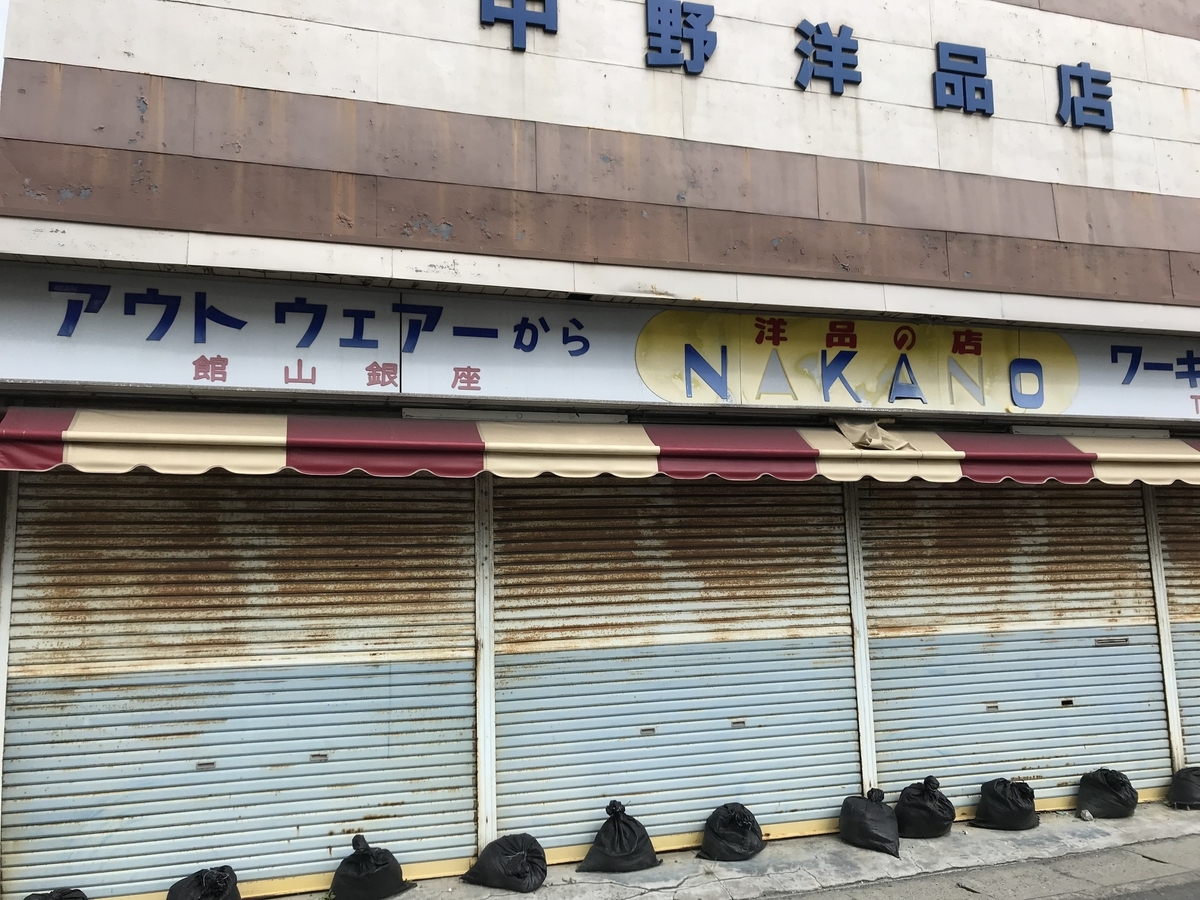 中野洋品店
アウトウェアーから
館山銀座
洋品の店
NAKANO
ワーキ